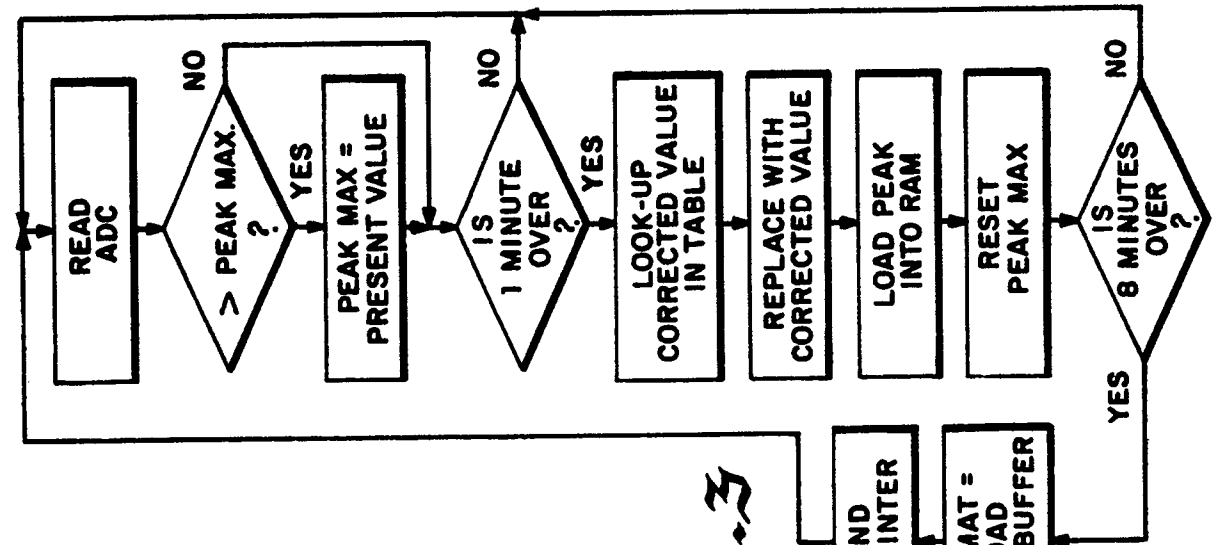 READ
ADC
> PEAK MAX.
?.
NO
YES
PEAK MAX =
PRESENT VALUE
IS
1 MINUTE
OVER
?.
NO
YES
LOOK-UP
CORRECTED VALUE
IN TABLE
REPLACE WITH
CORRECTED VALUE
LOAD PEAK
INTO RAM
RESET
PEAK MAX
IS
8 MINUTES
OVER
?.
NO
YES
MAT =
OAD
BUFFER
ND
INTER
.3